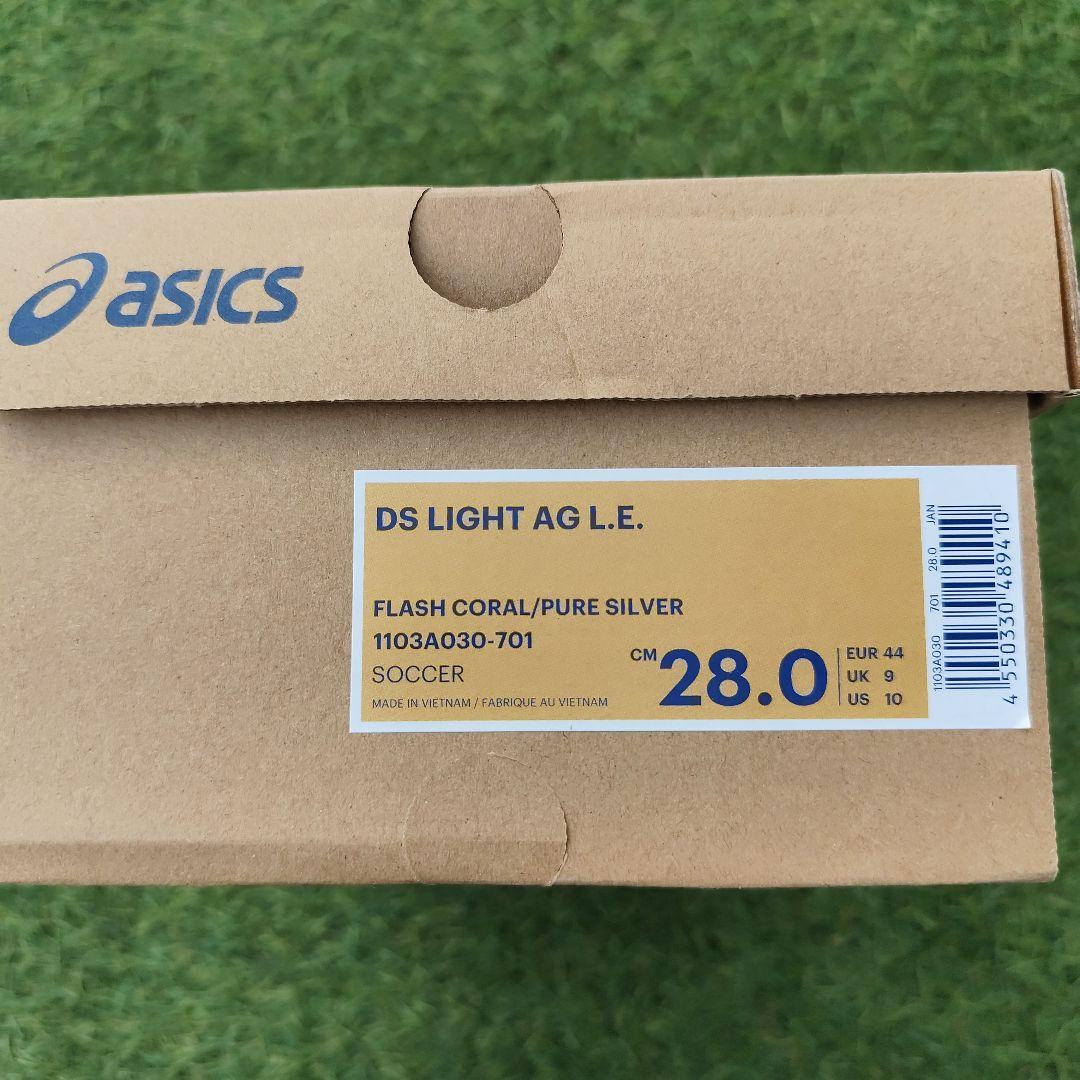 asics
DS LIGHT AG L.E.
FLASH CORAL/PURE SILVER
1103A030-701
SOCCER
MADE IN VIETNAM / FABRIQUE AU VIETNAM
CM 28.0
EUR 44
UK 9
US 10
1103A030 701 28.0 JAN
4 550330 489410